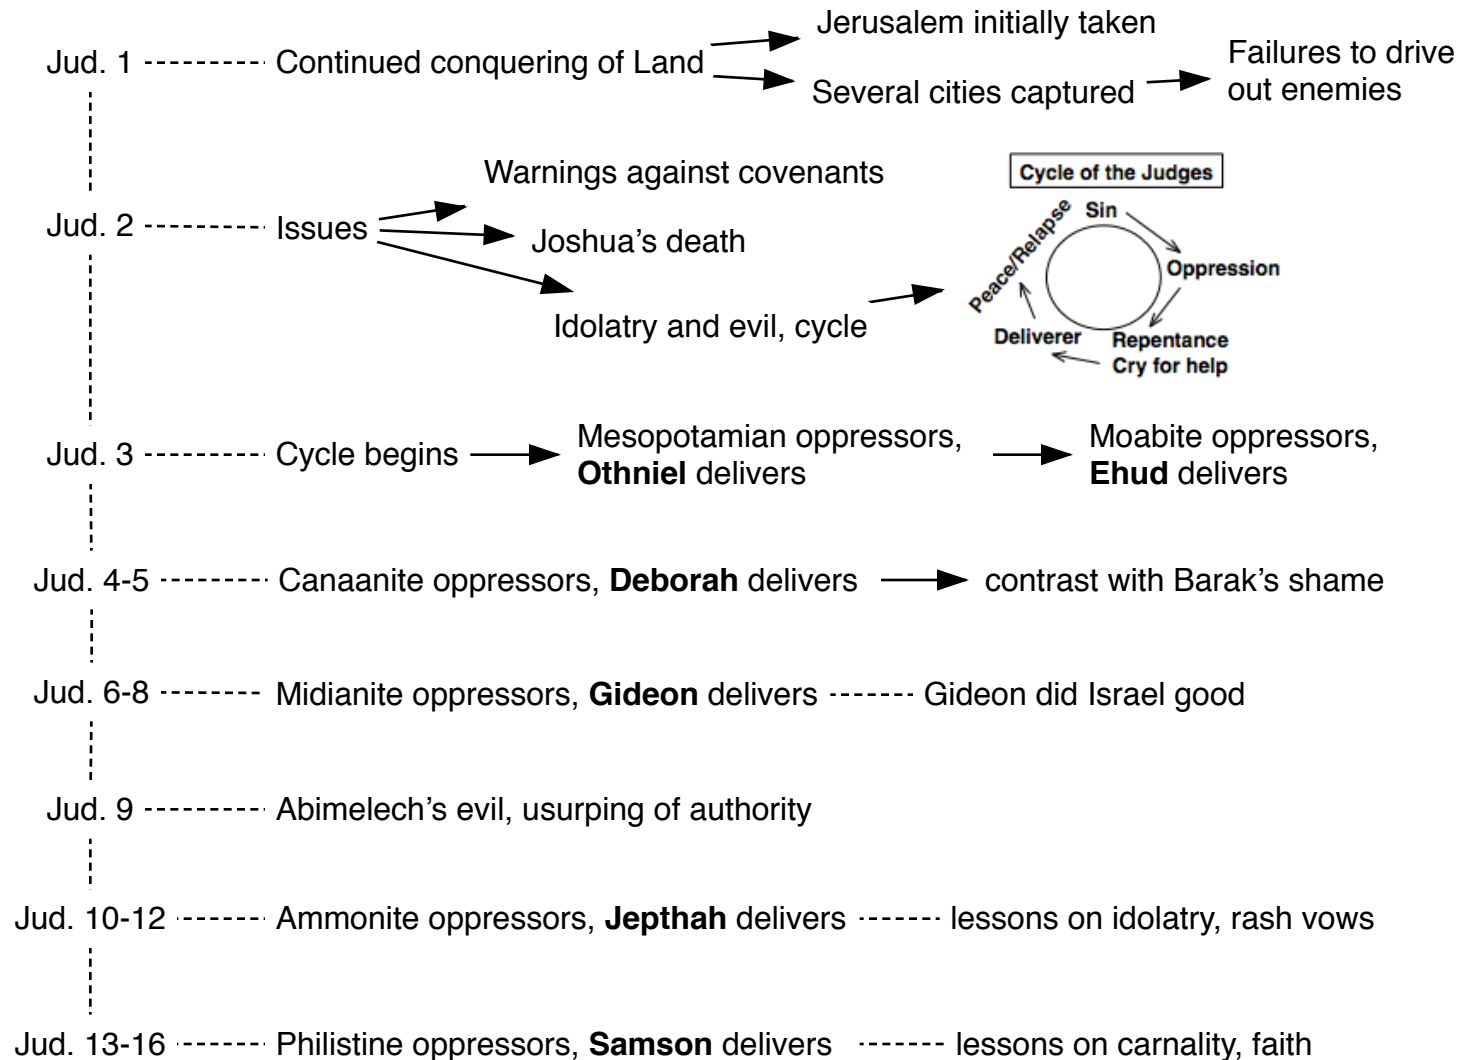 Jud. 1
Continued conquering of Land
Jerusalem initially taken
Several cities captured
Failures to drive
out enemies
Jud. 2
Issues
Warnings against covenants
Joshua’s death
Idolatry and evil, cycle
Cycle of the Judges
Sin
Oppression
Repentance
Cry for help
Deliverer
Peace/Relapse
Jud. 3
Cycle begins
Mesopotamian oppressors,
Othniel delivers
Moabite oppressors,
Ehud delivers
Jud. 4-5
Canaanite oppressors, Deborah delivers
contrast with Barak’s shame
Jud. 6-8
Midianite oppressors, Gideon delivers
Gideon did Israel good
Jud. 9
Abimelech’s evil, usurping of authority
Jud. 10-12
Ammonite oppressors, Jepthah delivers
lessons on idolatry, rash vows
Jud. 13-16
Philistine oppressors, Samson delivers
lessons on carnality, faith